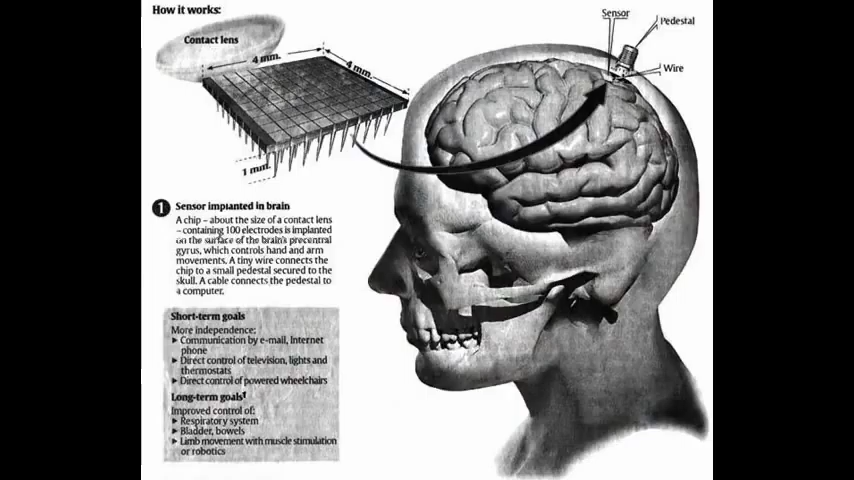 How it works:
Contact lens
4 mm.
4 mm.
1 mm.
Sensor
Pedestal
Wire
1 Sensor implanted in brain
A chip – about the size of a contact lens
– containing 100 electrodes is implanted
on the surface of the brain's precentral
gyrus, which controls hand and arm
movements. A tiny wire connects the
chip to a small pedestal secured to the
skull. A cable connects the pedestal to
a computer.
Short-term goals
More independence:
► Communication by e-mail, Internet
phone
► Direct control of television, lights and
thermostats
► Direct control of powered wheelchairs
Long-term goals¹
Improved control of:
► Respiratory system
► Bladder, bowels
► Limb movement with muscle stimulation
or robotics